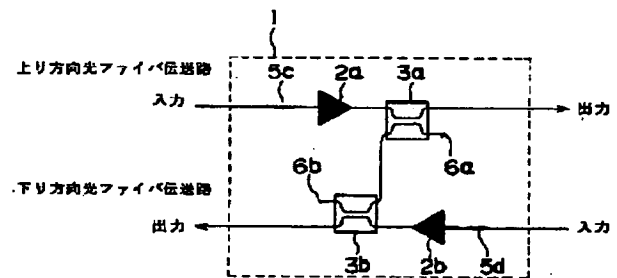 1
上り方向光ファイバ伝送路
5c 2a 3a
入力 出力
6b 6a
下り方向光ファイバ伝送路
出力 入力
3b 2b 5d